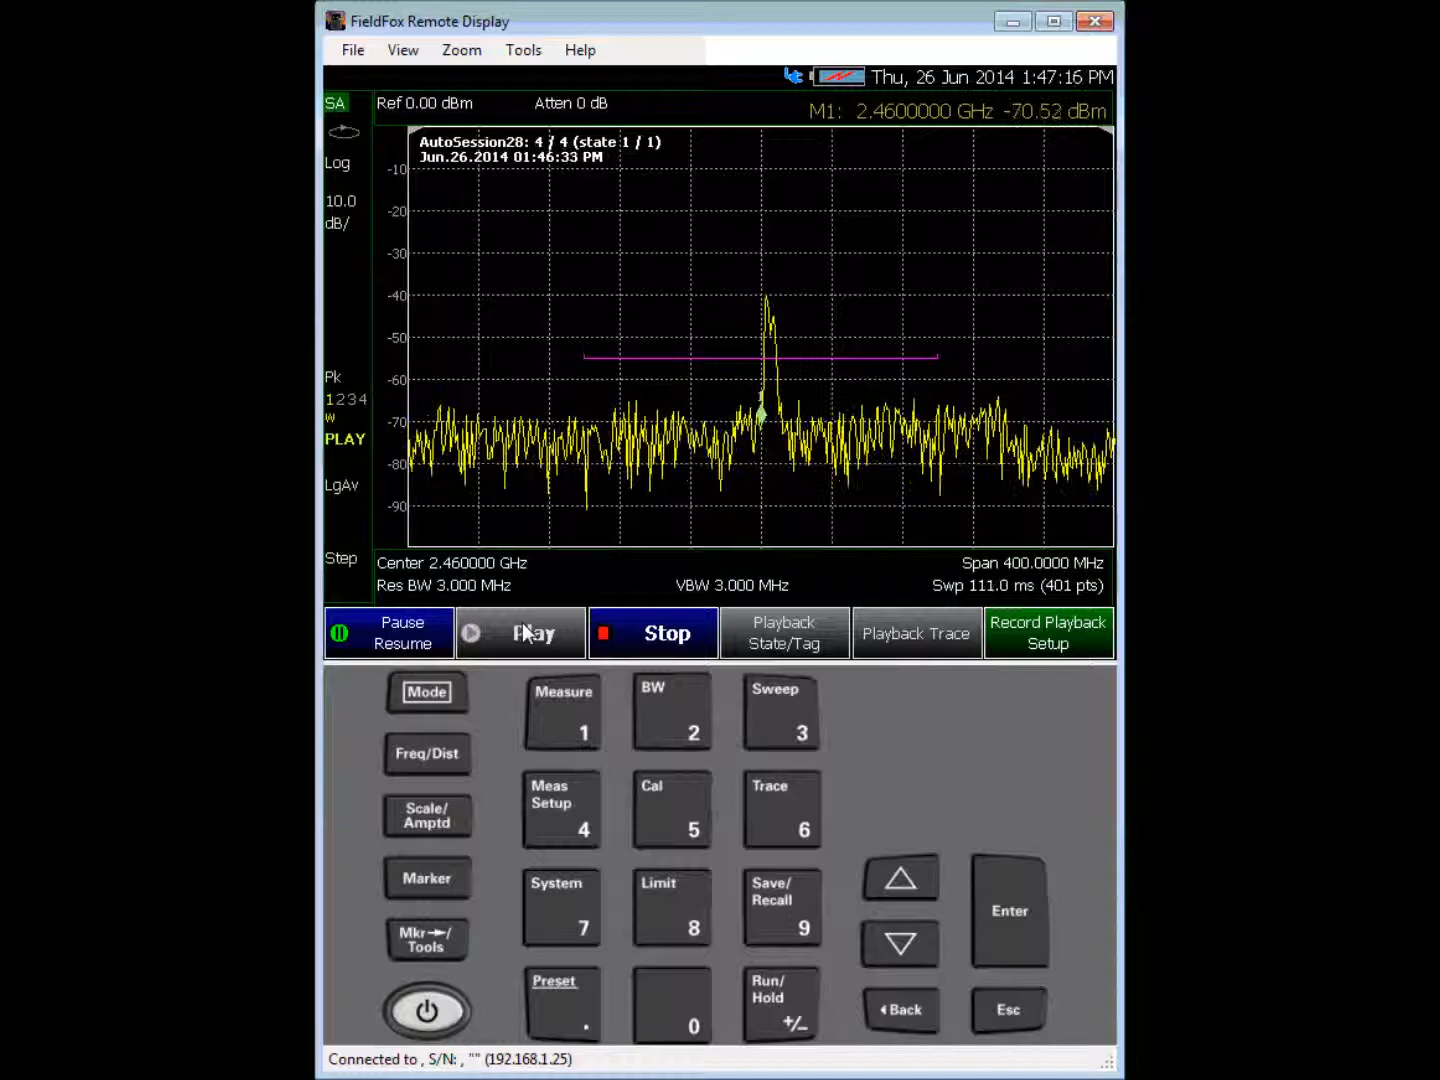 FieldFox Remote Display
File View Zoom Tools Help
Thu, 26 Jun 2014 1:47:16 PM
SA
Ref 0.00 dBm Atten 0 dB M1: 2.4600000 GHz -70.52 dBm
AutoSession28: 4 / 4 (state 1 / 1)
Jun.26.2014 01:46:33 PM
Log
10.0
dB/
-10
-20
-30
-40
-50
-60
-70
-80
-90
Pk
1234
W
PLAY
LgAv
Step
1
Center 2.460000 GHz Span 400.0000 MHz
Res BW 3.000 MHz VBW 3.000 MHz Swp 111.0 ms (401 pts)
Pause
Resume
Play
Stop
Playback
State/Tag
Playback Trace
Record Playback
Setup
Mode
Freq/Dist
Scale/
Amptd
Marker
Mkr→/
Tools
Measure
1
BW
2
Sweep
3
Meas
Setup
4
Cal
5
Trace
6
System
7
Limit
8
Save/
Recall
9
Preset
.
0
Run/
Hold
+/-
Enter
Back
Esc
Connected to , S/N: , "" (192.168.1.25)